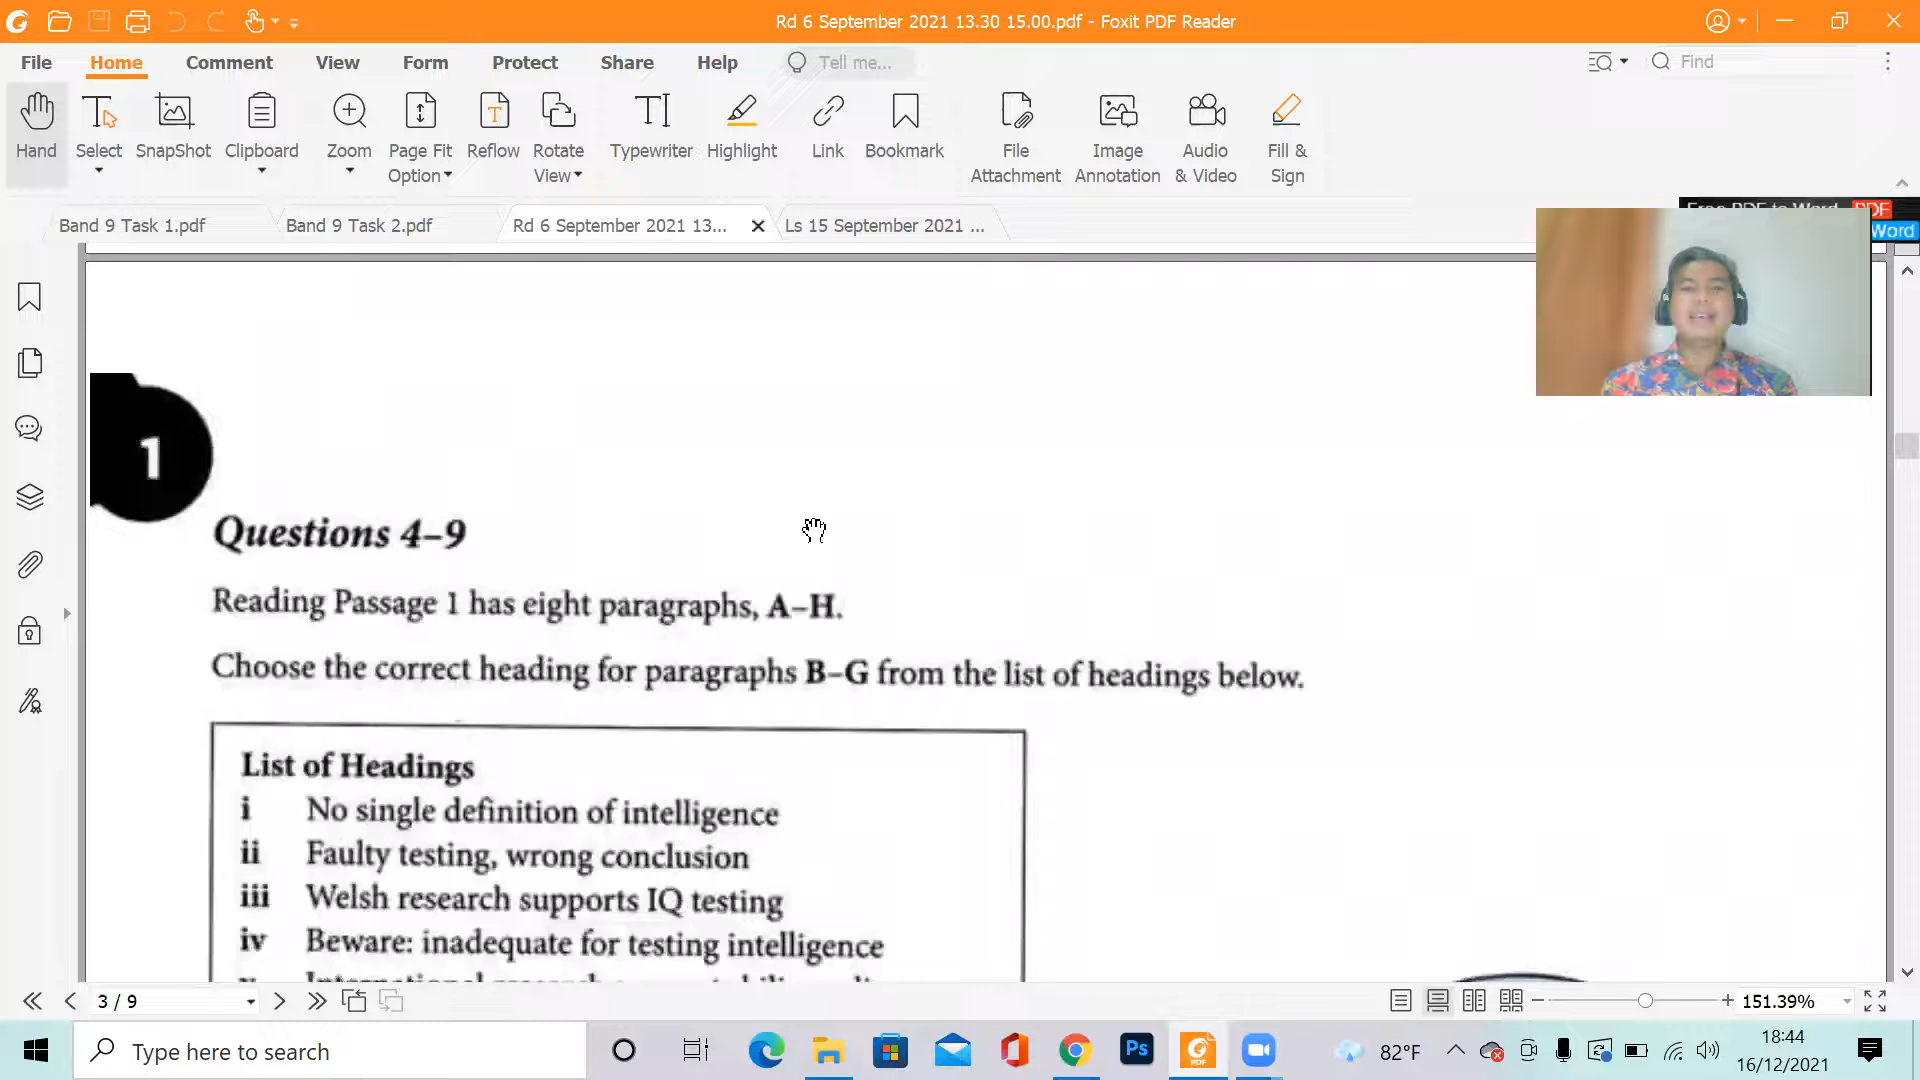 Rd 6 September 2021 13.30 15.00.pdf - Foxit PDF Reader
File Home Comment View Form Protect Share Help Tell me... Find
Hand Select SnapShot Clipboard Zoom Page Fit Option Reflow Rotate View Typewriter Highlight Link Bookmark File Attachment Image Annotation Audio & Video Fill & Sign
Band 9 Task 1.pdf Band 9 Task 2.pdf Rd 6 September 2021 13... Ls 15 September 2021 ...
PDF
Word
1
Questions 4–9
Reading Passage 1 has eight paragraphs, A–H.
Choose the correct heading for paragraphs B–G from the list of headings below.
List of Headings
i No single definition of intelligence
ii Faulty testing, wrong conclusion
iii Welsh research supports IQ testing
iv Beware: inadequate for testing intelligence
3 / 9 151.39%
Type here to search Ps PDF 82°F 18:44
16/12/2021